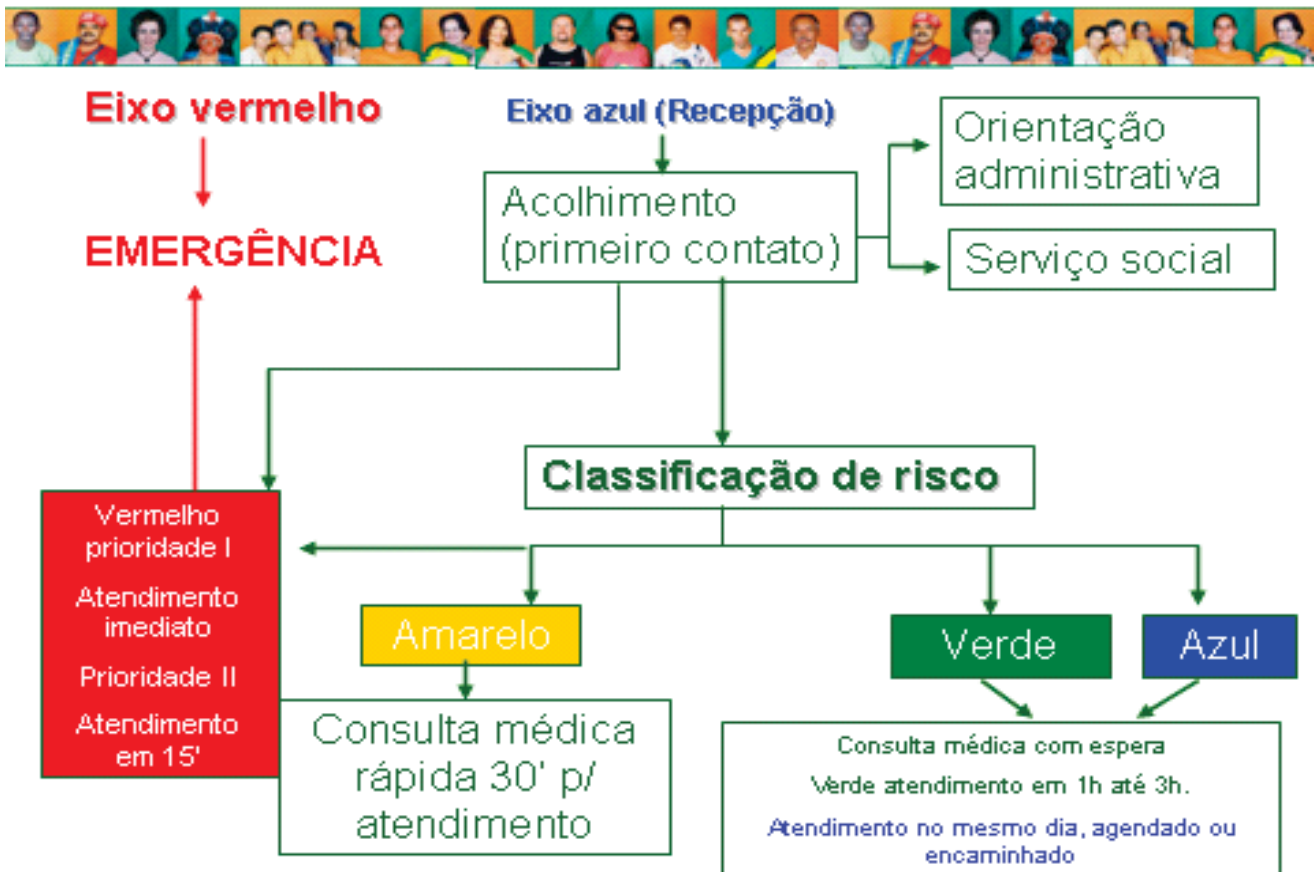 Eixo vermelho
EMERGÊNCIA
Eixo azul (Recepção)
Acolhimento
(primeiro contato)
Orientação
administrativa
Serviço social
Classificação de risco
Vermelho
prioridade I
Atendimento
imediato
Prioridade II
Atendimento
em 15'
Amarelo
Consulta médica
rápida 30' p/
atendimento
Verde
Azul
Consulta médica com espera
Verde atendimento em 1h até 3h.
Atendimento no mesmo dia, agendado ou
encaminhado